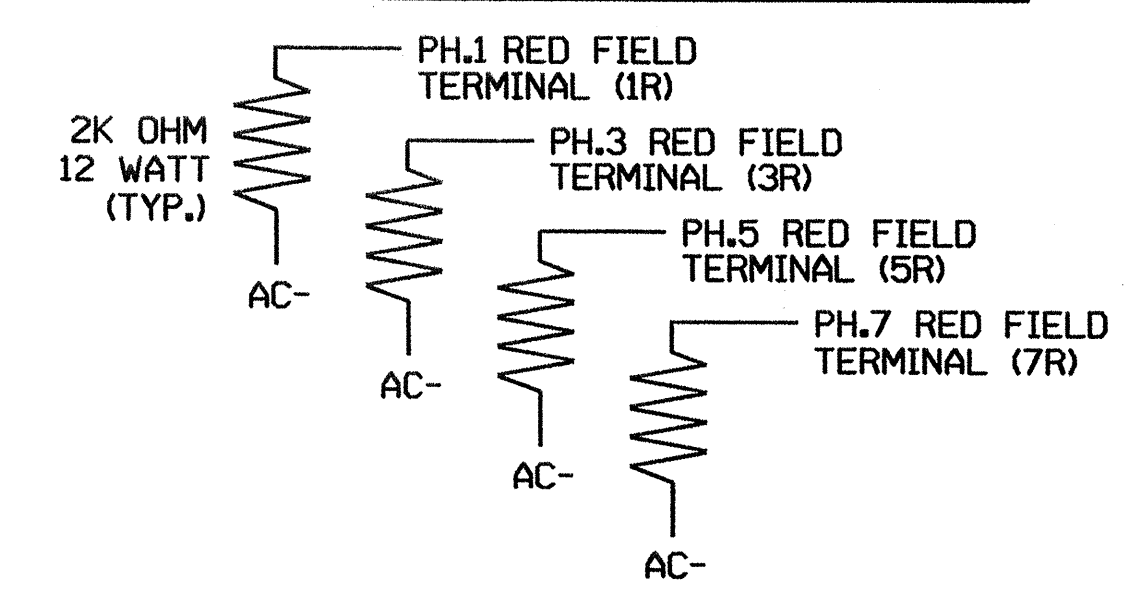 PH.1 RED FIELD
TERMINAL (1R)
2K OHM
12 WATT
(TYP.)
AC-
PH.3 RED FIELD
TERMINAL (3R)
AC-
PH.5 RED FIELD
TERMINAL (5R)
AC-
PH.7 RED FIELD
TERMINAL (7R)
AC-